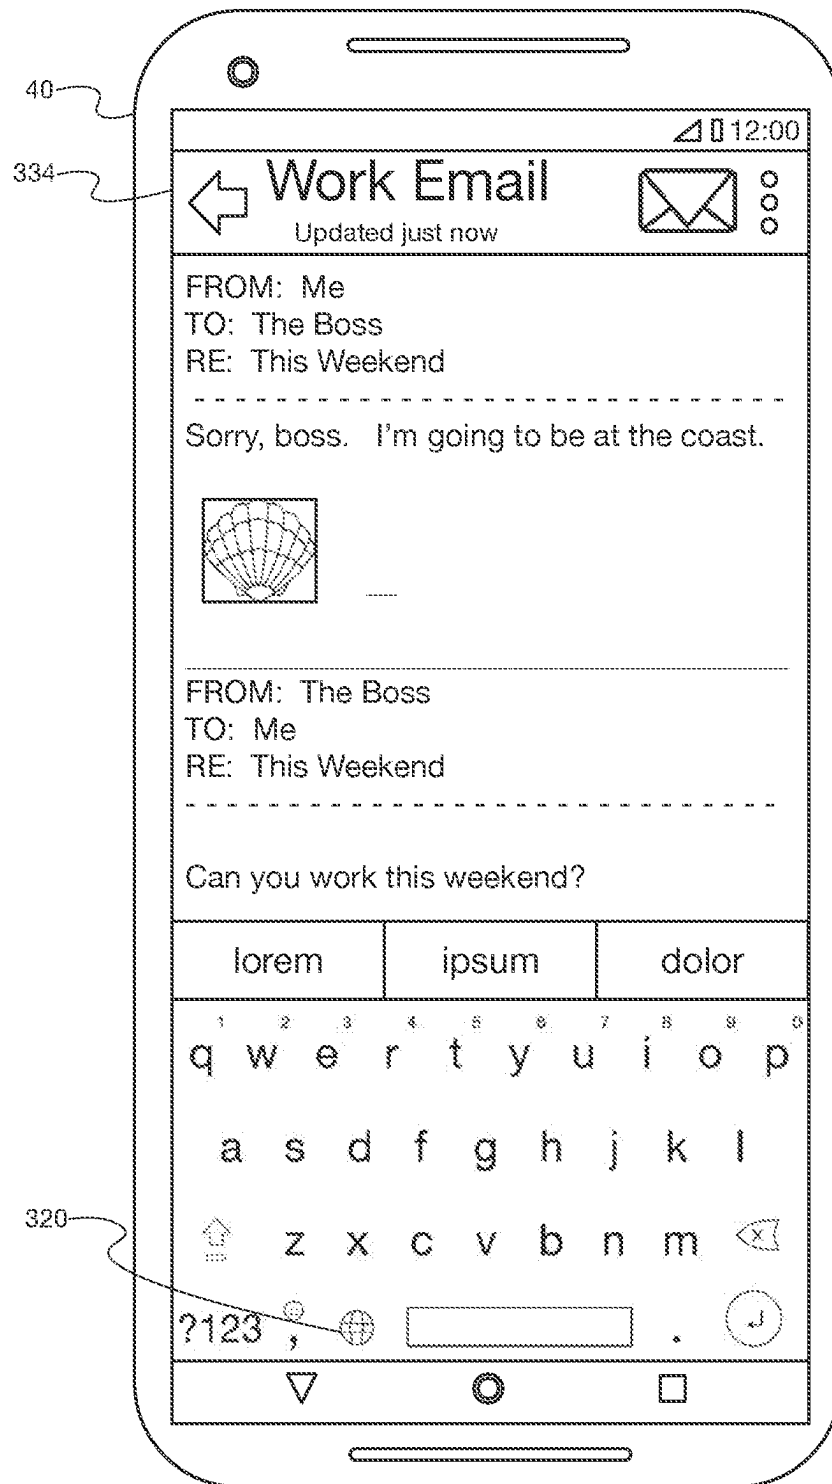 40
12:00
334
Work Email
Updated just now
FROM: Me
TO: The Boss
RE: This Weekend
Sorry, boss. I'm going to be at the coast.
FROM: The Boss
TO: Me
RE: This Weekend
Can you work this weekend?
lorem ipsum dolor
1 2 3 4 5 6 7 8 9 0
q w e r t y u i o p
a s d f g h j k l
320
z x c v b n m x
?123 , .